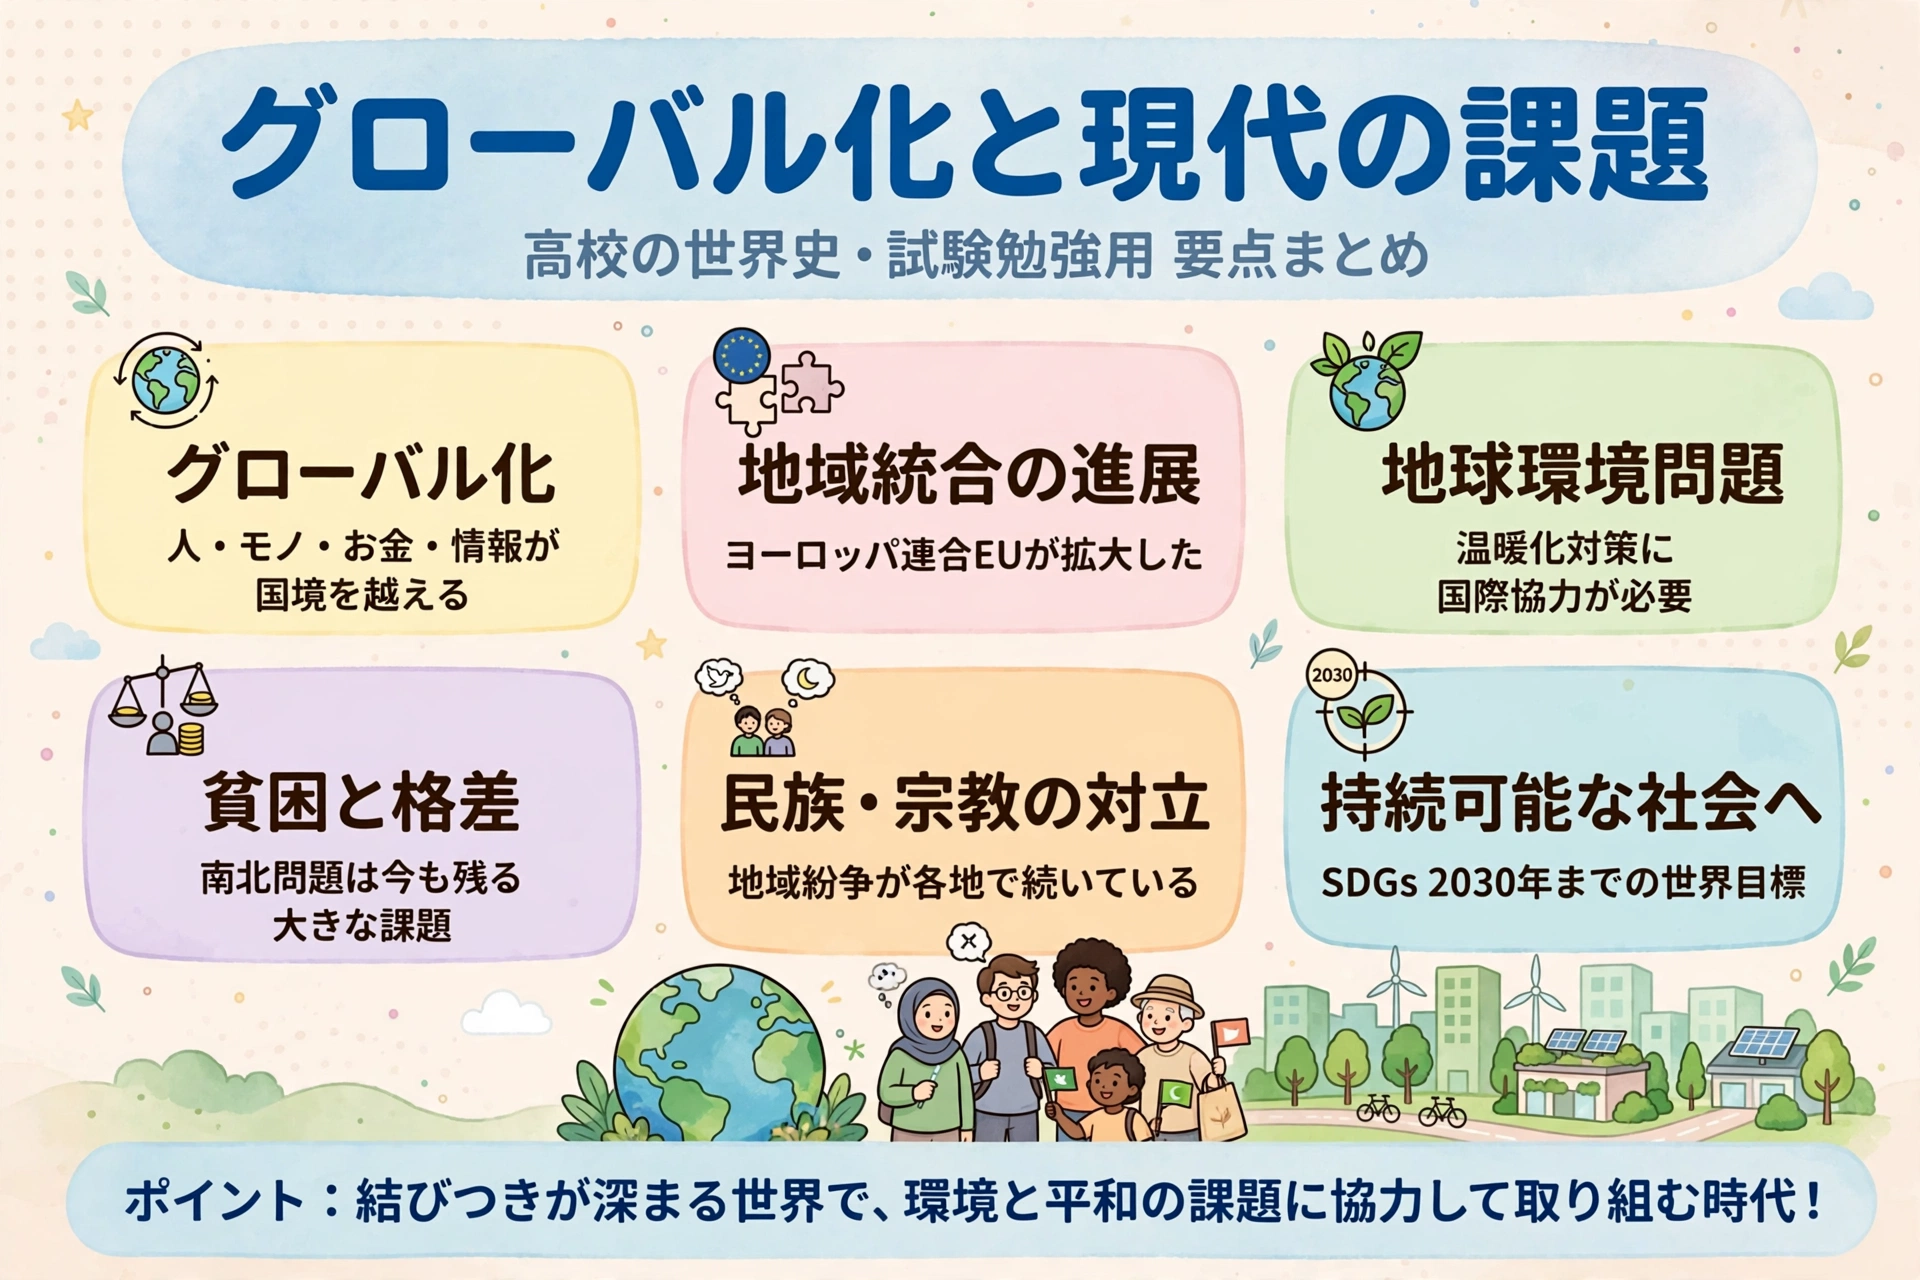 グローバル化と現代の課題
高校の世界史・試験勉強用 要点まとめ
グローバル化
人・モノ・お金・情報が
国境を越える
地域統合の進展
ヨーロッパ連合EUが拡大した
地球環境問題
温暖化対策に
国際協力が必要
貧困と格差
南北問題は今も残る
大きな課題
民族・宗教の対立
地域紛争が各地で続いている
2030
持続可能な社会へ
SDGs 2030年までの世界目標
ポイント：結びつきが深まる世界で、環境と平和の課題に協力して取り組む時代！